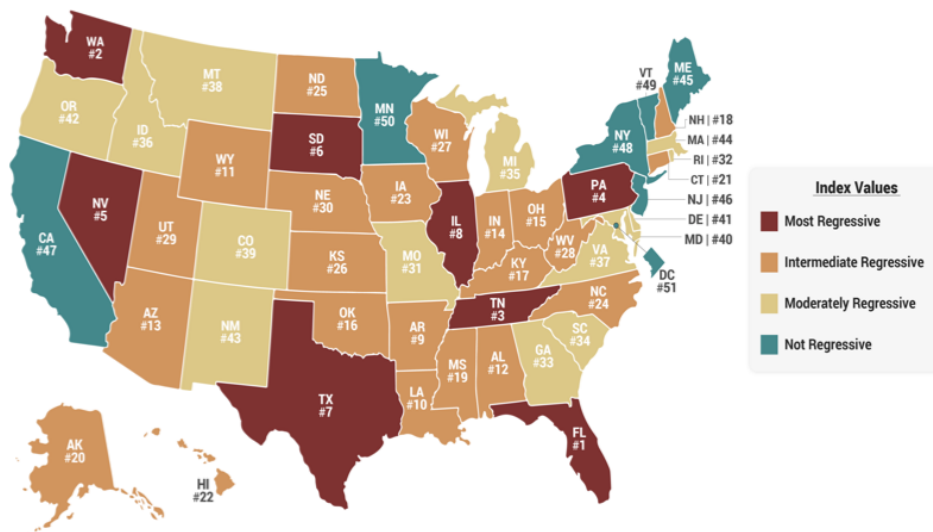 WA
#2
OR
#42
CA
#47
NV
#5
ID
#36
MT
#38
WY
#11
UT
#29
AZ
#13
CO
#39
NM
#43
ND
#25
SD
#6
NE
#30
KS
#26
OK
#16
TX
#7
MN
#50
IA
#23
MO
#31
AR
#9
LA
#10
WI
#27
IL
#8
MI
#35
IN
#14
OH
#15
KY
#17
TN
#3
MS
#19
AL
#12
GA
#33
FL
#1
SC
#34
NC
#24
VA
#37
WV
#28
PA
#4
NY
#48
VT
#49
ME
#45
NH | #18
MA | #44
RI | #32
CT | #21
NJ | #46
DE | #41
MD | #40
DC
#51
AK
#20
HI
#22
Index Values
Most Regressive
Intermediate Regressive
Moderately Regressive
Not Regressive